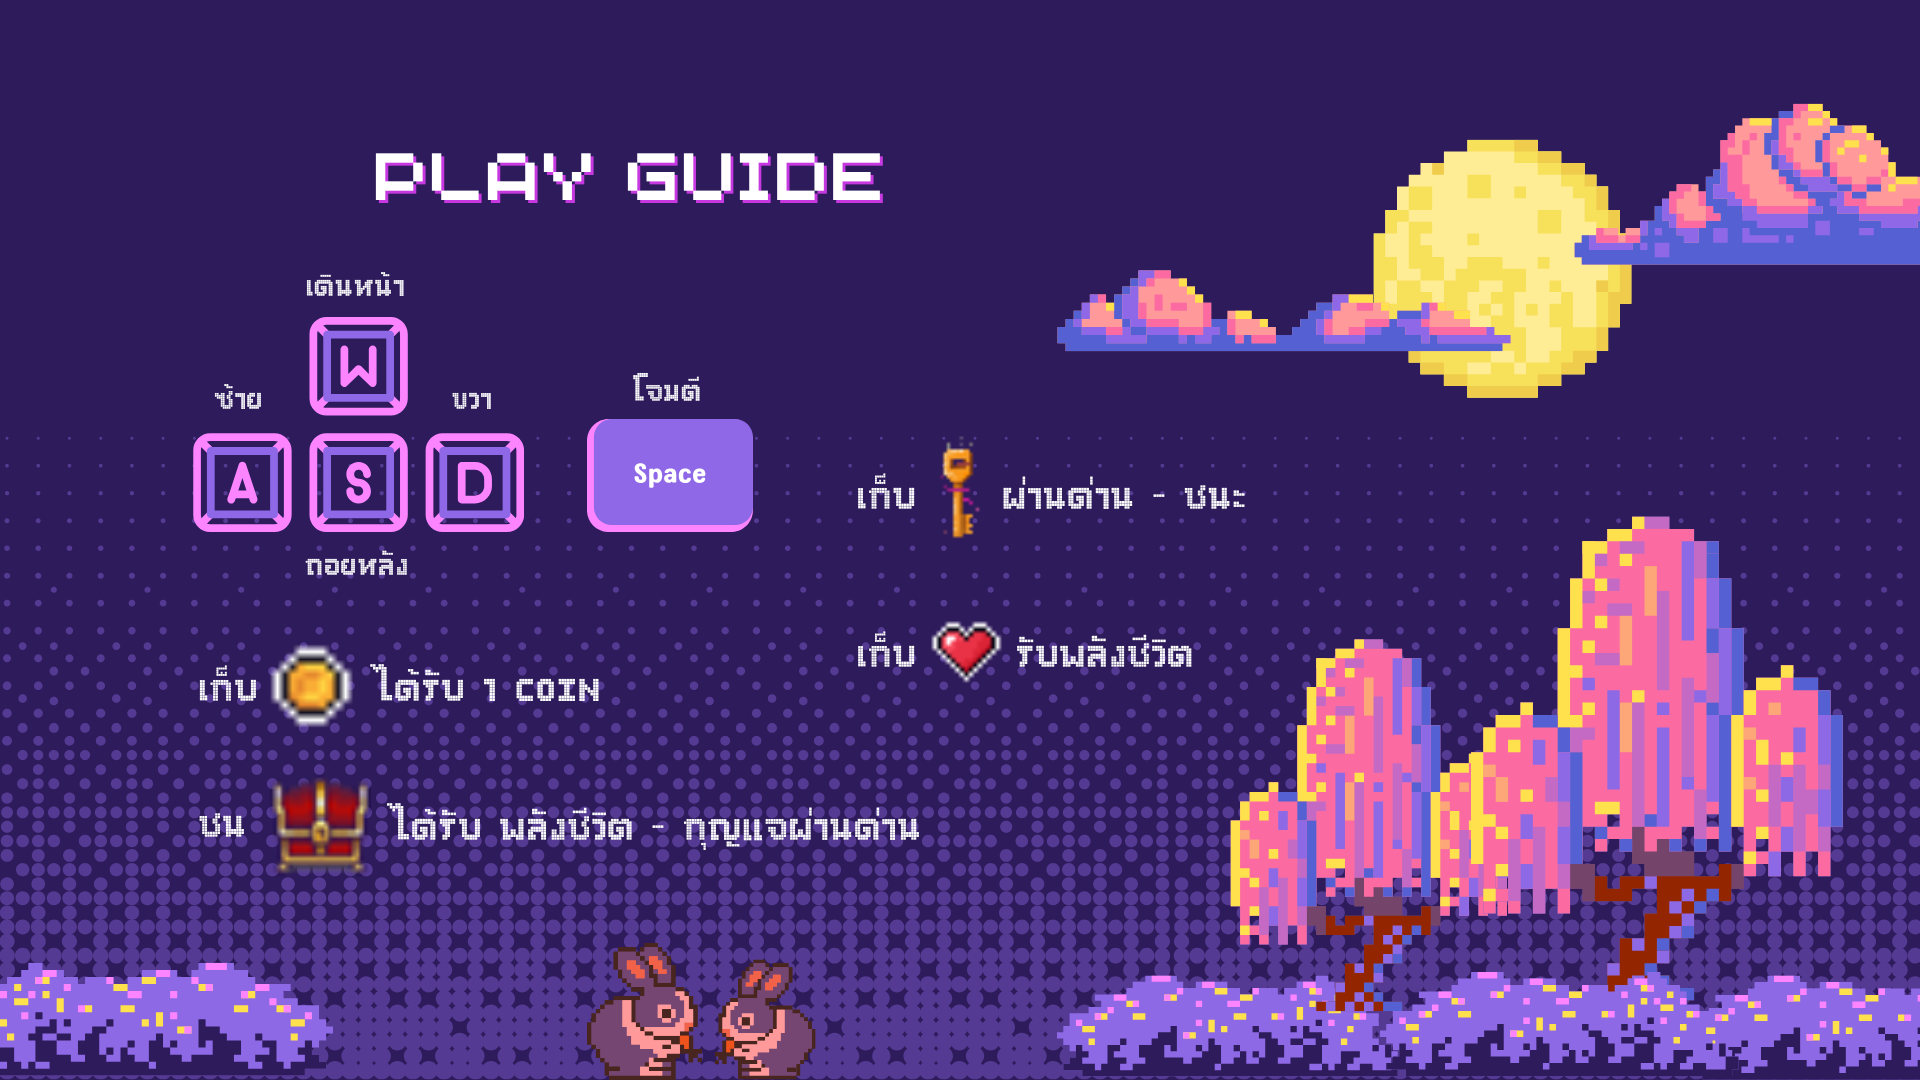 PLAY GUIDE
เดินหน้า
W
ซ้าย
ขวา
โจมตี
A
S
D
Space
ถอยหลัง
เก็บ ผ่านด่าน - ชนะ
เก็บ รับพลังชีวิต
เก็บ ได้รับ 1 COIN
ชน ได้รับ พลังชีวิต - กุญแจผ่านด่าน